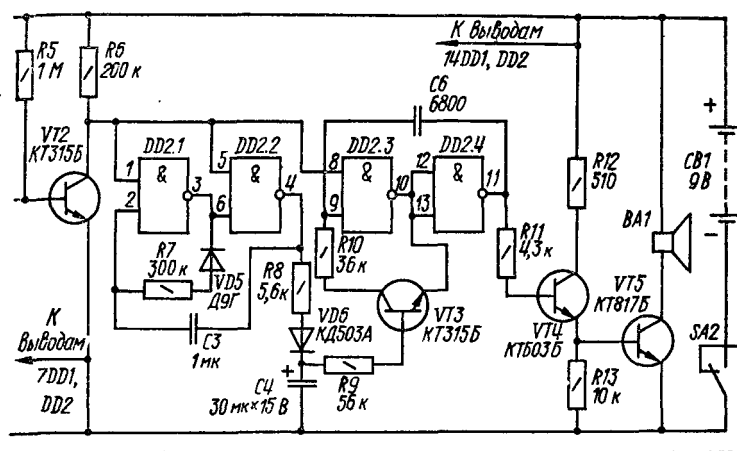 R5
1 М
R6
200 к
К выводам
14DD1, DD2
C6
6800
VT2
КТ315Б
DD2.1
DD2.2
DD2.3
DD2.4
&
&
&
&
1
2
3
5
6
4
8
9
10
12
13
11
R12
510
+
СВ1
9 В
−
ВА1
R7
300 к
VD5
Д9Г
R8
5,6к
R10
36 к
R11
4,3к
VT3
КТ315Б
VT4
КТ603Б
VT5
КТ817Б
VD6
КД503А
C3
1 мк
К
выводам
7DD1,
DD2
+
C4
30 мк × 15 В
R9
56 к
R13
10 к
SA2